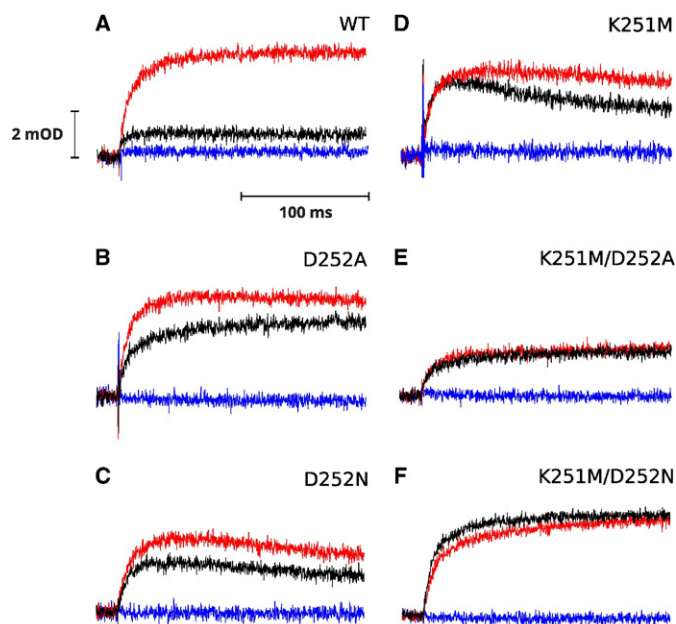 A WT
D K251M
2 mOD
100 ms
B D252A
E K251M/D252A
C D252N
F K251M/D252N